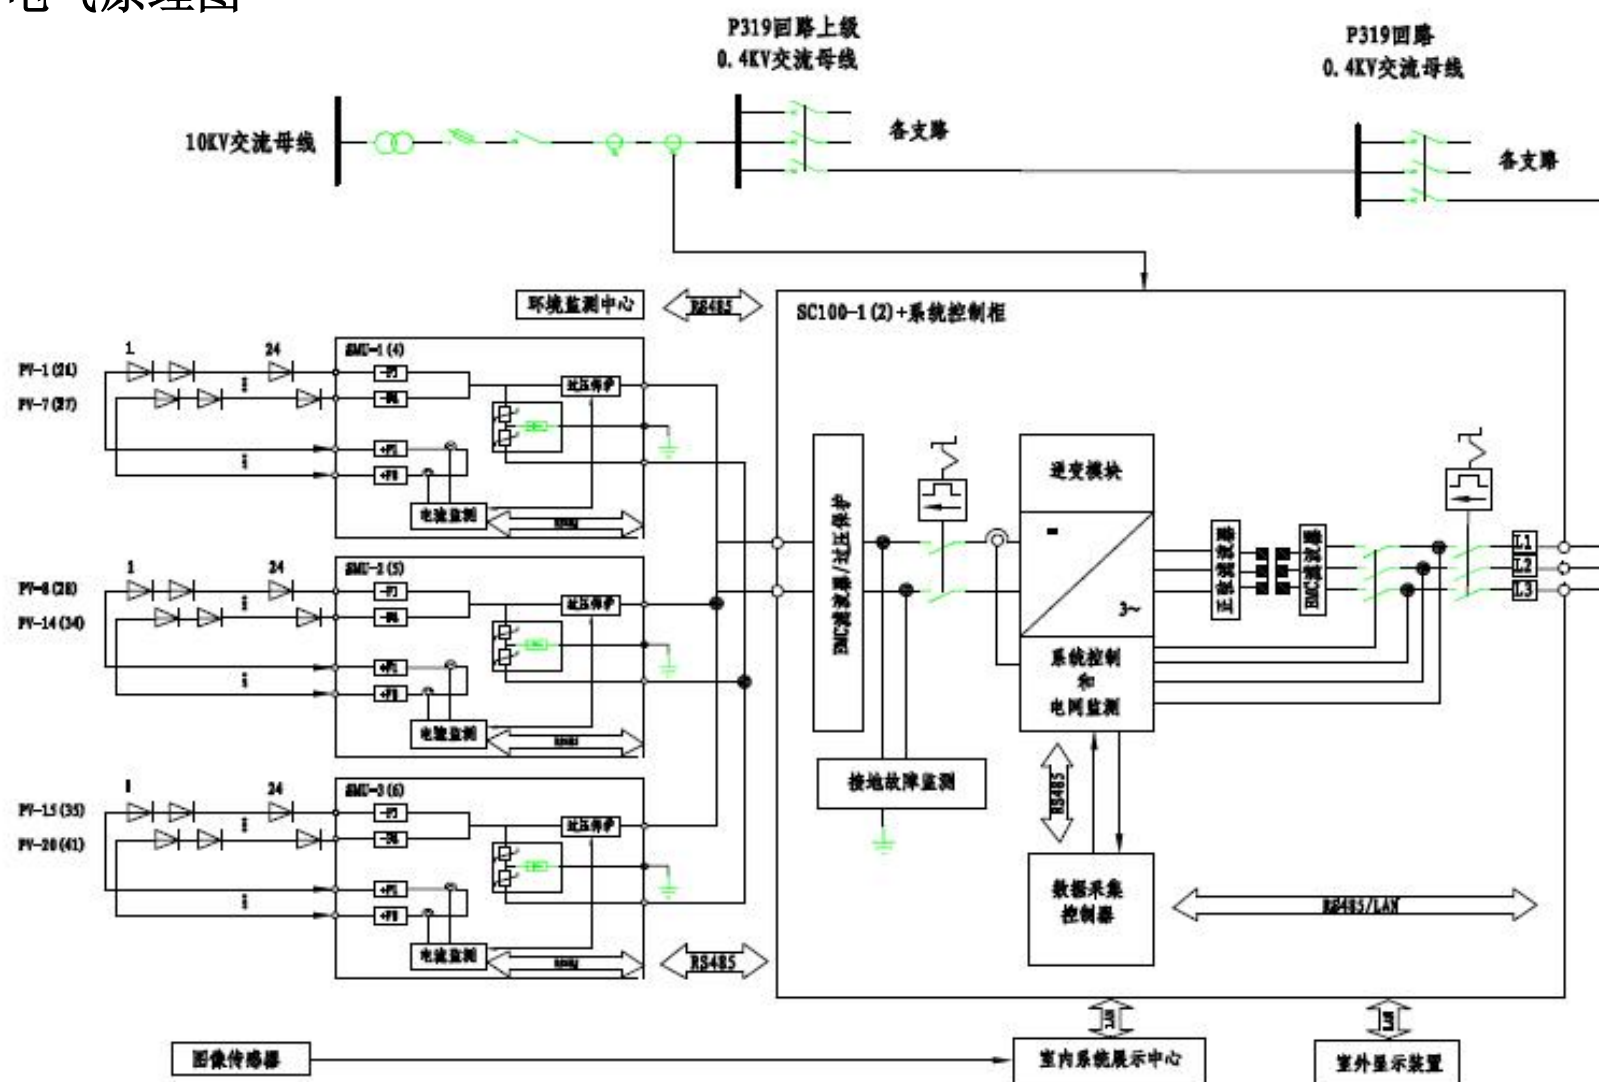 电气原理图
P319回路上级
0.4KV交流母线
P319回路
0.4KV交流母线
10KV交流母线
各支路
各支路
环境监测中心
RS485
SC100-1(2)+系统控制柜
1
24
SMU-1(4)
PV-1(21)
PV-7(27)
过压保护
电流监测
1
24
SMU-2(5)
PV-8(28)
PV-14(34)
过压保护
电流监测
24
SMU-3(6)
PV-15(35)
PV-20(41)
过压保护
电流监测
RS485
EMC滤波器/过压保护
逆变模块
3~
系统控制
和
电网监测
正弦滤波器
EMC滤波器
L1
L2
L3
接地故障监测
RS485
数据采集
控制器
RS485/LAN
LAN
LAN
图像传感器
室内系统展示中心
室外显示装置